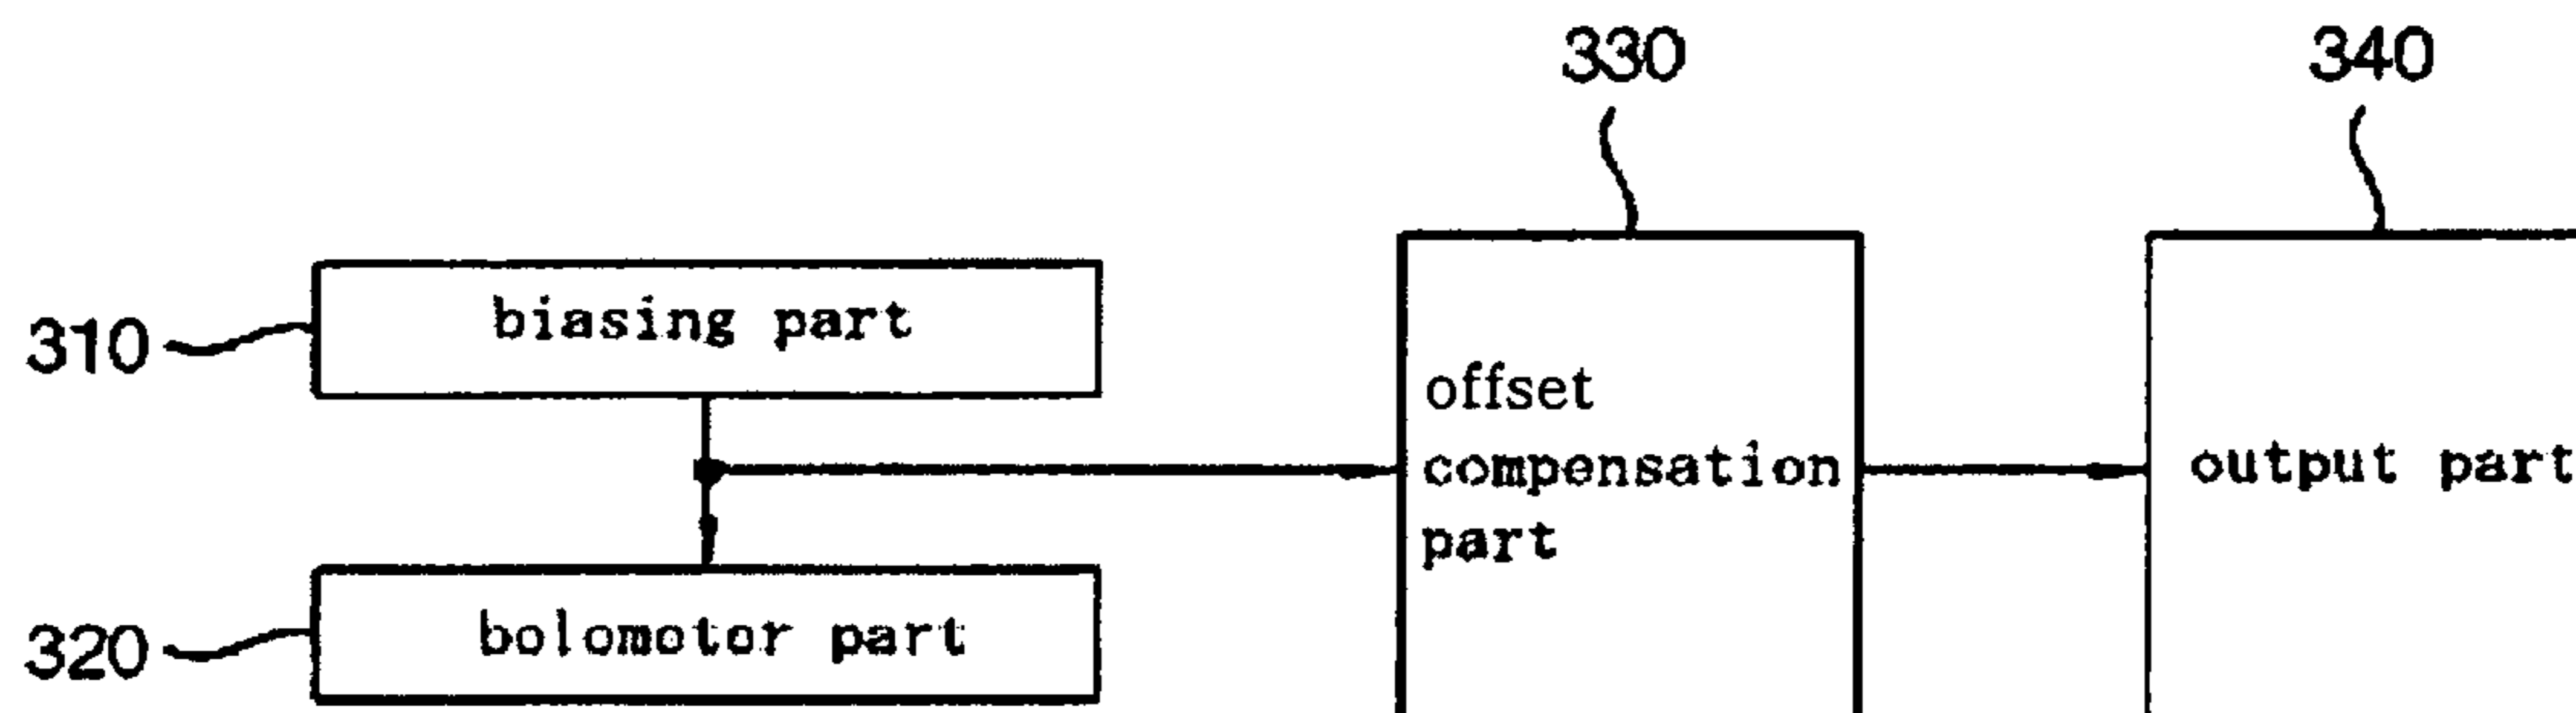 330
340
310
biasing part
offset
compensation
part
output part
320
bolomotor part